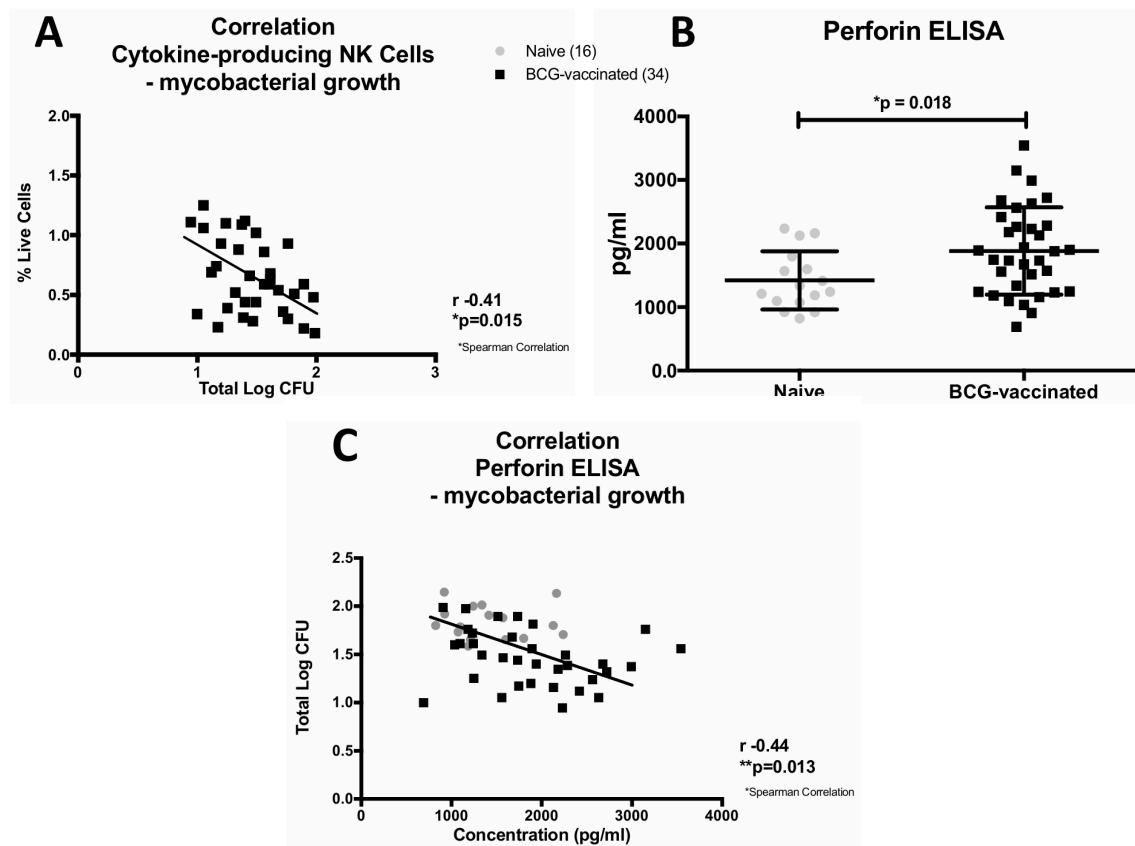 A
Correlation
Cytokine-producing NK Cells
- mycobacterial growth
Naive (16)
BCG-vaccinated (34)
2.0
1.5
1.0
0.5
0.0
% Live Cells
0
1
2
3
Total Log CFU
r -0.41
*p=0.015
*Spearman Correlation
B
Perforin ELISA
*p = 0.018
4000
3000
2000
1000
0.0
pg/ml
Naive
BCG-vaccinated
C
Correlation
Perforin ELISA
- mycobacterial growth
2.5
2.0
1.5
1.0
0.5
0.0
Total Log CFU
0
1000
2000
3000
4000
Concentration (pg/ml)
r -0.44
**p=0.013
*Spearman Correlation